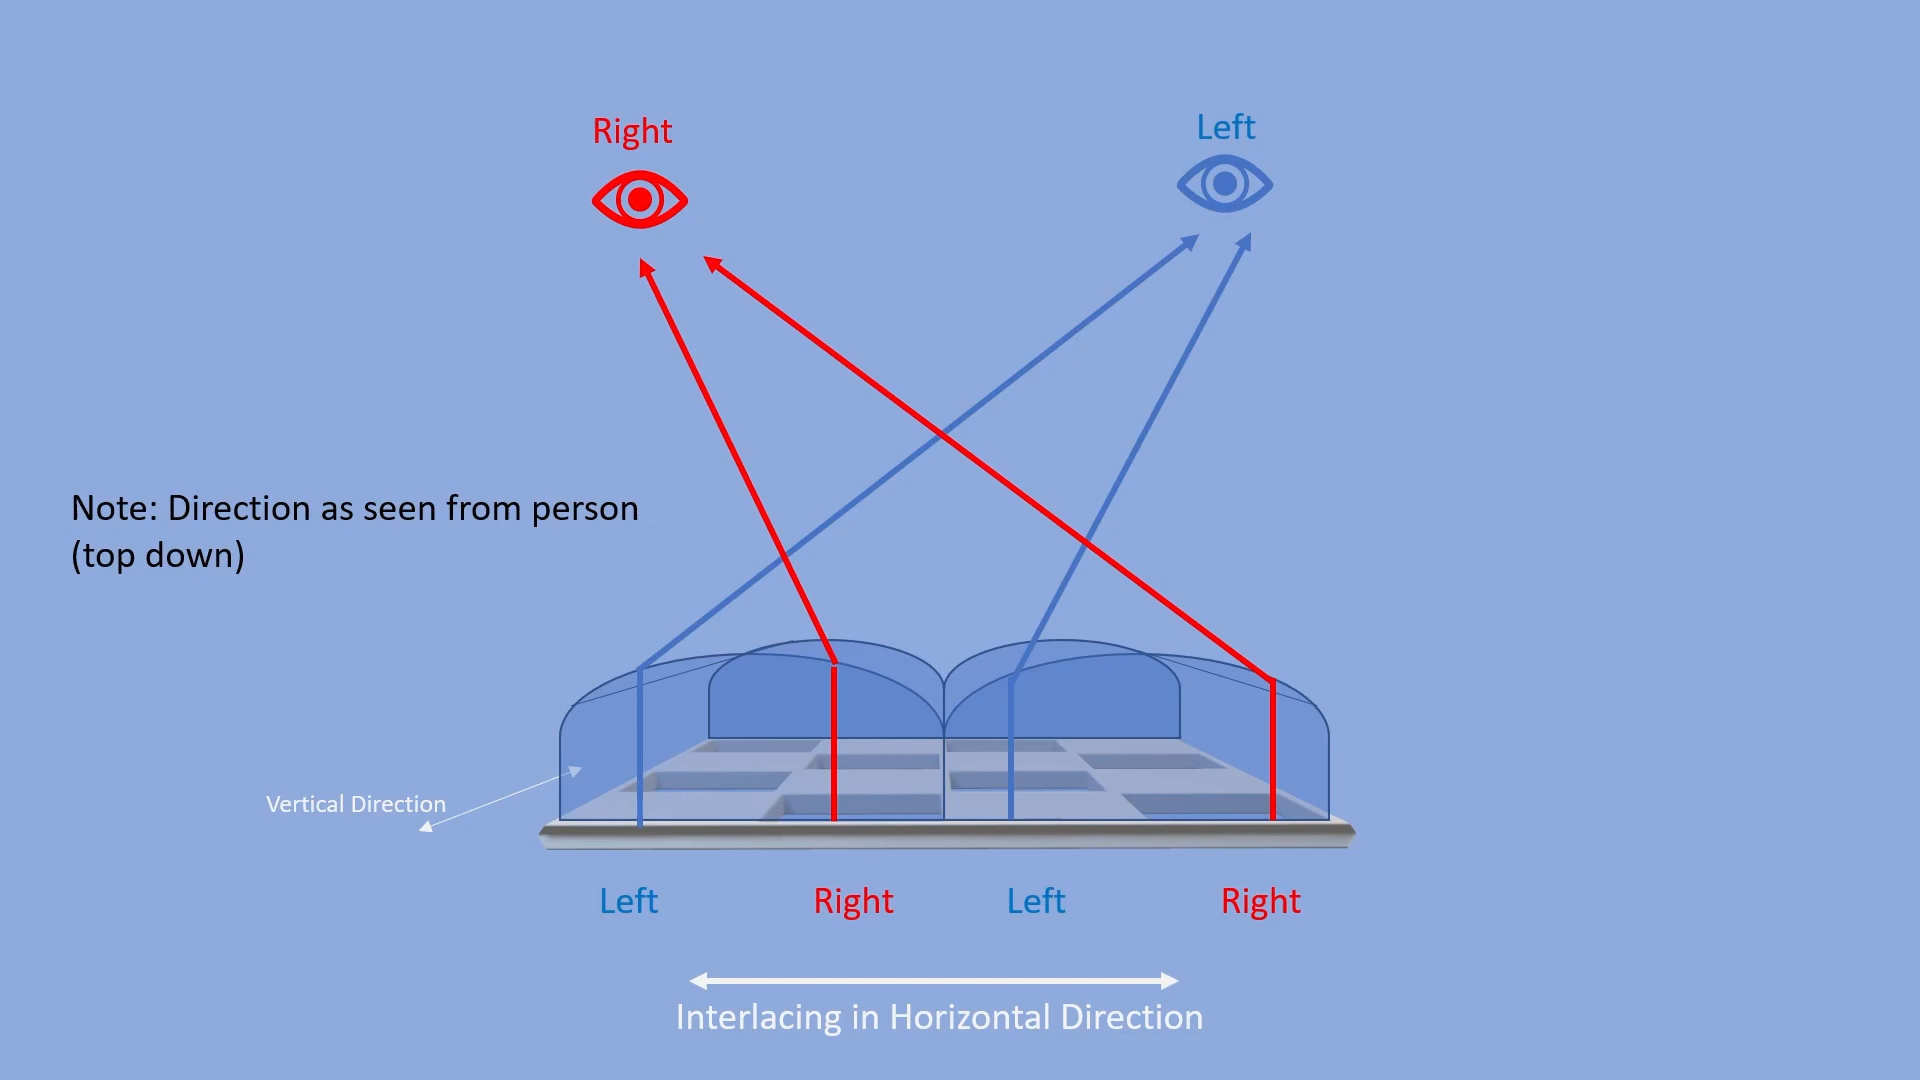 Right
Left
Note: Direction as seen from person
(top down)
Vertical Direction
Left
Right
Left
Right
Interlacing in Horizontal Direction